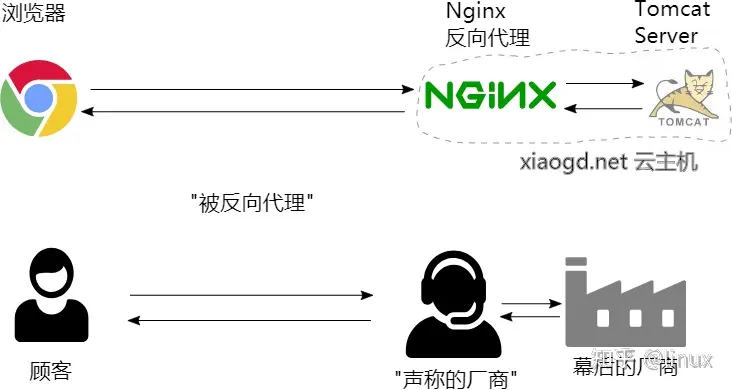 浏览器
Nginx
反向代理
Tomcat
Server
NGiNX
TOMCAT
xiaogd.net 云主机
"被反向代理"
顾客
"声称的厂商"
幕后的厂商
知乎 @linux